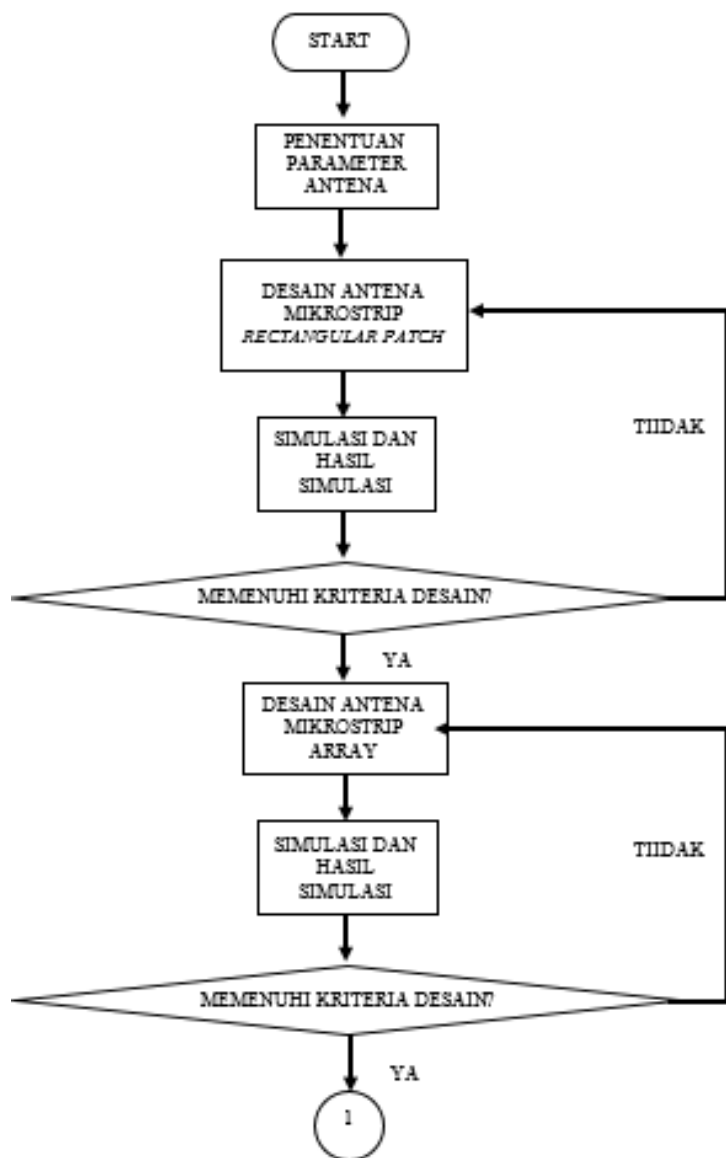 START
PENENTUAN
PARAMETER
ANTENA
DESAIN ANTENA
MIKROSTRIP
RECTANGULAR PATCH
TIIDAK
SIMULASI DAN
HASIL
SIMULASI
MEMENUHI KRITERIA DESAIN?
YA
DESAIN ANTENA
MIKROSTRIP
ARRAY
TIIDAK
SIMULASI DAN
HASIL
SIMULASI
MEMENUHI KRITERIA DESAIN?
YA
1